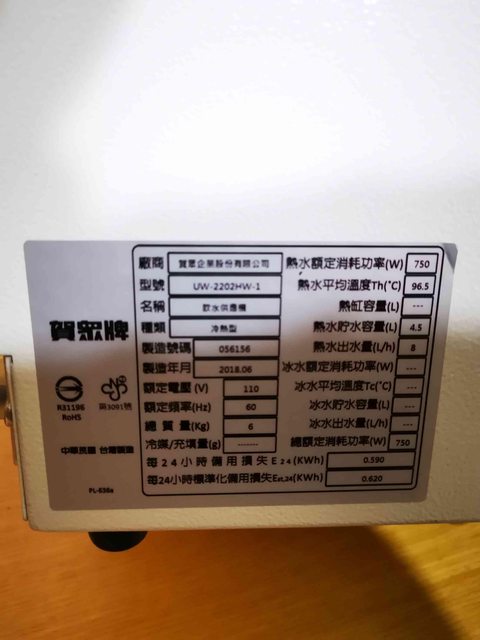 賀眾牌
R31196
RoHS
第3091號
中華民國 台灣製造
PL-636e
廠商 賀眾企業股份有限公司
型號 UW-2202HW-1
名稱 飲水供應機
種類 冷熱型
製造號碼 056156
製造年月 2018.06
額定電壓(V) 110
額定頻率(Hz) 60
總質量(Kg) 6
冷媒/充填量(g) -------
熱水額定消耗功率(W) 750
熱水平均溫度Th(°C) 96.5
熱缸容量(L) ---
熱水貯水容量(L) 4.5
熱水出水量(L/h) 8
冰水額定消耗功率(W) ---
冰水平均溫度Tc(°C) ---
冰水貯水容量(L) ---
冰水出水量(L/h) ---
總額定消耗功率(W) 750
每24小時備用損失E24(KWh) 0.590
每24小時標準化備用損失Est,24(KWh) 0.620